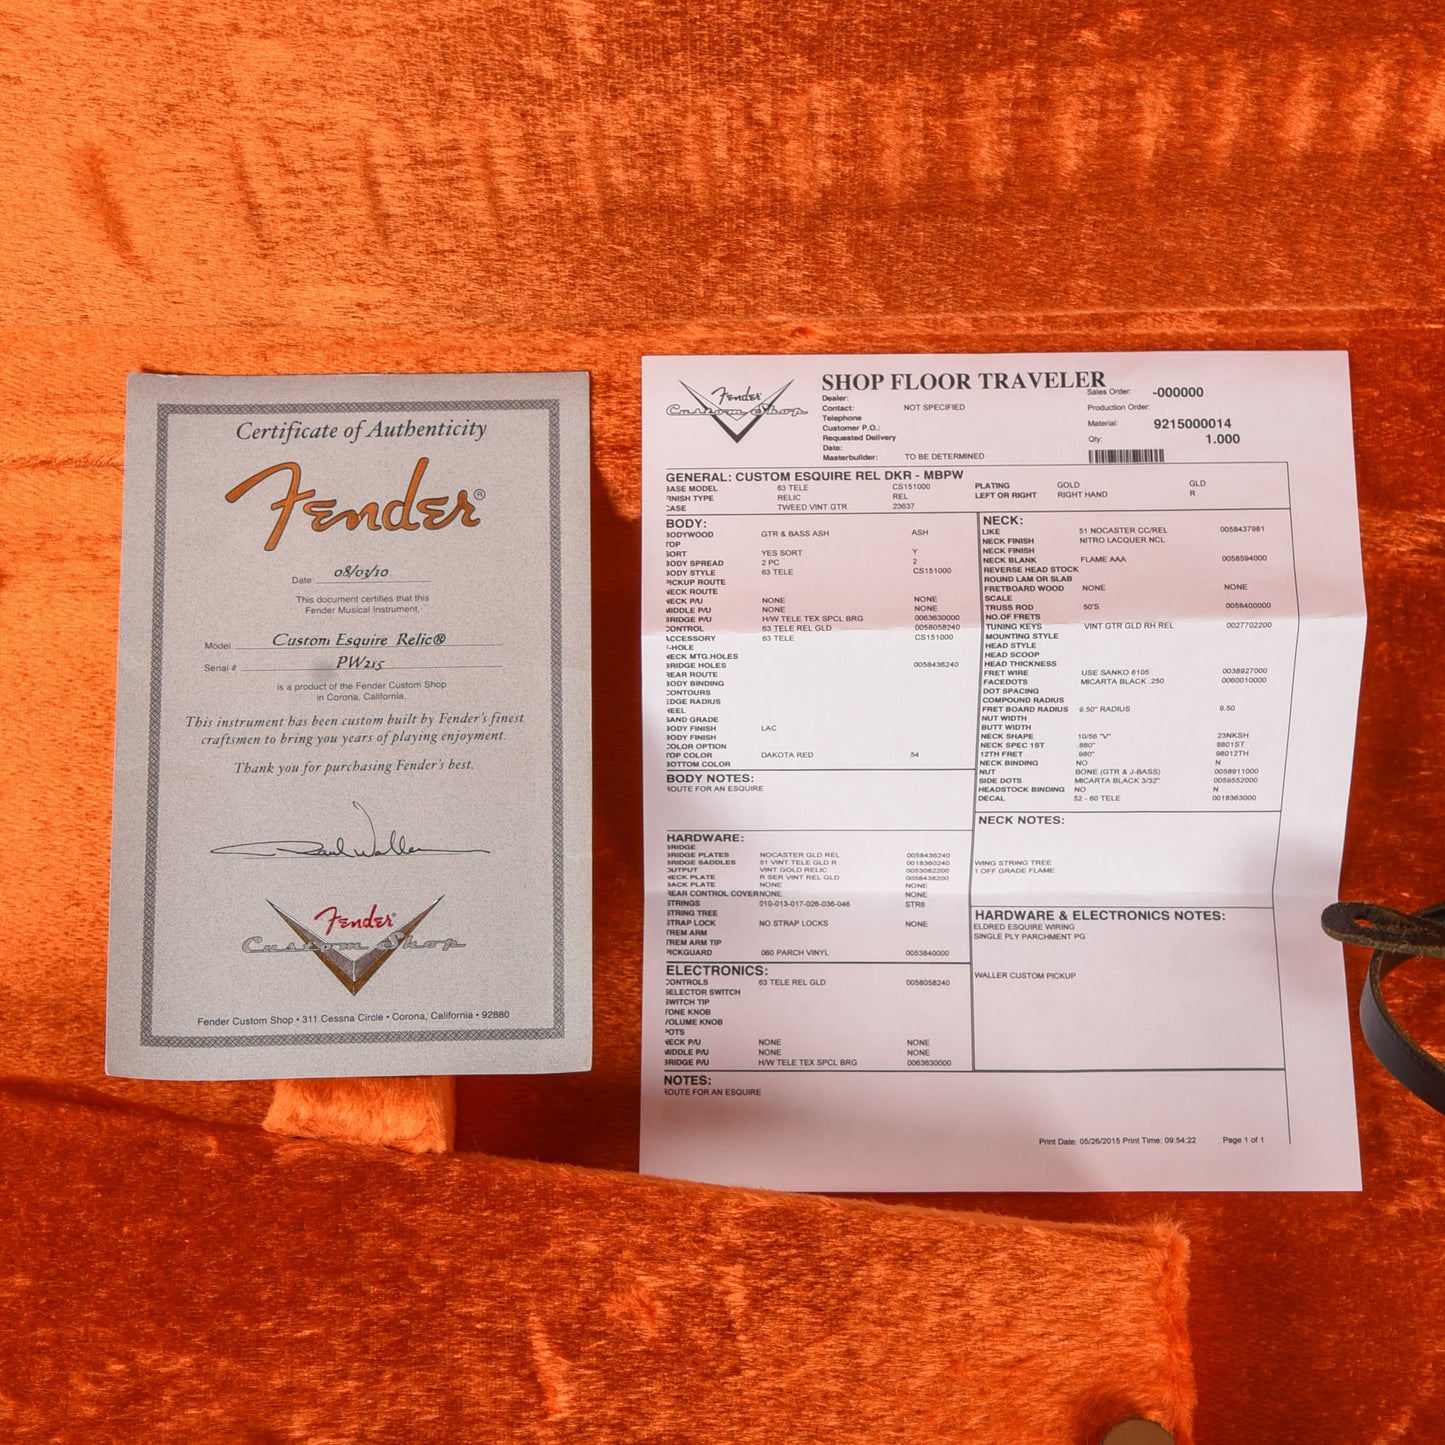 Certificate of Authenticity
Fender®
Date 08/03/10
This document certifies that this
Fender Musical Instrument,
Model Custom Esquire Relic®
Serial # PW215
is a product of the Fender Custom Shop
in Corona, California.
This instrument has been custom built by Fender's finest
craftsmen to bring you years of playing enjoyment.
Thank you for purchasing Fender's best.
Paul Waller
Fender®
Custom Shop
Fender Custom Shop • 311 Cessna Circle • Corona, California • 92880
Fender
Custom Shop
SHOP FLOOR TRAVELER
Dealer:
Contact: NOT SPECIFIED
Telephone
Customer P.O.:
Requested Delivery
Date:
Masterbuilder: TO BE DETERMINED
Sales Order: -000000
Production Order:
Material: 9215000014
Qty: 1.000
GENERAL: CUSTOM ESQUIRE REL DKR - MBPW
BASE MODEL 63 TELE CS151000 PLATING GOLD GLD
FINISH TYPE RELIC REL LEFT OR RIGHT RIGHT HAND R
CASE TWEED VINT GTR 23637
BODY:
BODYWOOD GTR & BASS ASH ASH
TOP
SORT YES SORT Y
BODY SPREAD 2 PC 2
BODY STYLE 63 TELE CS151000
PICKUP ROUTE
NECK ROUTE
NECK P/U NONE NONE
MIDDLE P/U NONE NONE
BRIDGE P/U H/W TELE TEX SPCL BRG 0063630000
CONTROL 63 TELE REL GLD 0058058240
ACCESSORY 63 TELE CS151000
F-HOLE
NECK MTG.HOLES
BRIDGE HOLES 0058436240
REAR ROUTE
BODY BINDING
CONTOURS
EDGE RADIUS
HEEL
SAND GRADE
BODY FINISH LAC
BODY FINISH
COLOR OPTION
TOP COLOR DAKOTA RED 54
BOTTOM COLOR
BODY NOTES:
ROUTE FOR AN ESQUIRE
HARDWARE:
BRIDGE
BRIDGE PLATES NOCASTER GLD REL 0058436240
BRIDGE SADDLES 51 VINT TELE GLD R 0018360240
OUTPUT VINT GOLD RELIC 0053082200
NECK PLATE R SER VINT REL GLD 0058438200
BACK PLATE NONE NONE
REAR CONTROL COVER NONE NONE
STRINGS 010-013-017-026-036-046 STR6
STRING TREE
STRAP LOCK NO STRAP LOCKS NONE
TREM ARM
TREM ARM TIP
PICKGUARD 060 PARCH VINYL 0053840000
ELECTRONICS:
CONTROLS 63 TELE REL GLD 0058058240
SELECTOR SWITCH
SWITCH TIP
TONE KNOB
VOLUME KNOB
POTS
NECK P/U NONE NONE
MIDDLE P/U NONE NONE
BRIDGE P/U H/W TELE TEX SPCL BRG 0063630000
NOTES:
ROUTE FOR AN ESQUIRE
NECK:
LIKE 51 NOCASTER CC/REL 0058437981
NECK FINISH NITRO LACQUER NCL
NECK FINISH
NECK BLANK FLAME AAA 0058594000
REVERSE HEAD STOCK
ROUND LAM OR SLAB
FRETBOARD WOOD NONE NONE
SCALE
TRUSS ROD 50'S 0058400000
NO.OF FRETS
TUNING KEYS VINT GTR GLD RH REL 0027702200
MOUNTING STYLE
HEAD STYLE
HEAD SCOOP
HEAD THICKNESS
FRET WIRE USE SANKO 6105 0038927000
FACEDOTS MICARTA BLACK .250 0060010000
DOT SPACING
COMPOUND RADIUS
FRET BOARD RADIUS 9.50" RADIUS 9.50
NUT WIDTH
BUTT WIDTH
NECK SHAPE 10/56 "V" 23NKSH
NECK SPEC 1ST .880" 8801ST
12TH FRET .980" 98012TH
NECK BINDING NO N
NUT BONE (GTR & J-BASS) 0058911000
SIDE DOTS MICARTA BLACK 3/32" 0059552000
HEADSTOCK BINDING NO N
DECAL 52 - 60 TELE 0018363000
NECK NOTES:
WING STRING TREE
1 OFF GRADE FLAME
HARDWARE & ELECTRONICS NOTES:
ELDRED ESQUIRE WIRING
SINGLE PLY PARCHMENT PG
WALLER CUSTOM PICKUP
Print Date: 05/26/2015 Print Time: 09:54:22 Page 1 of 1